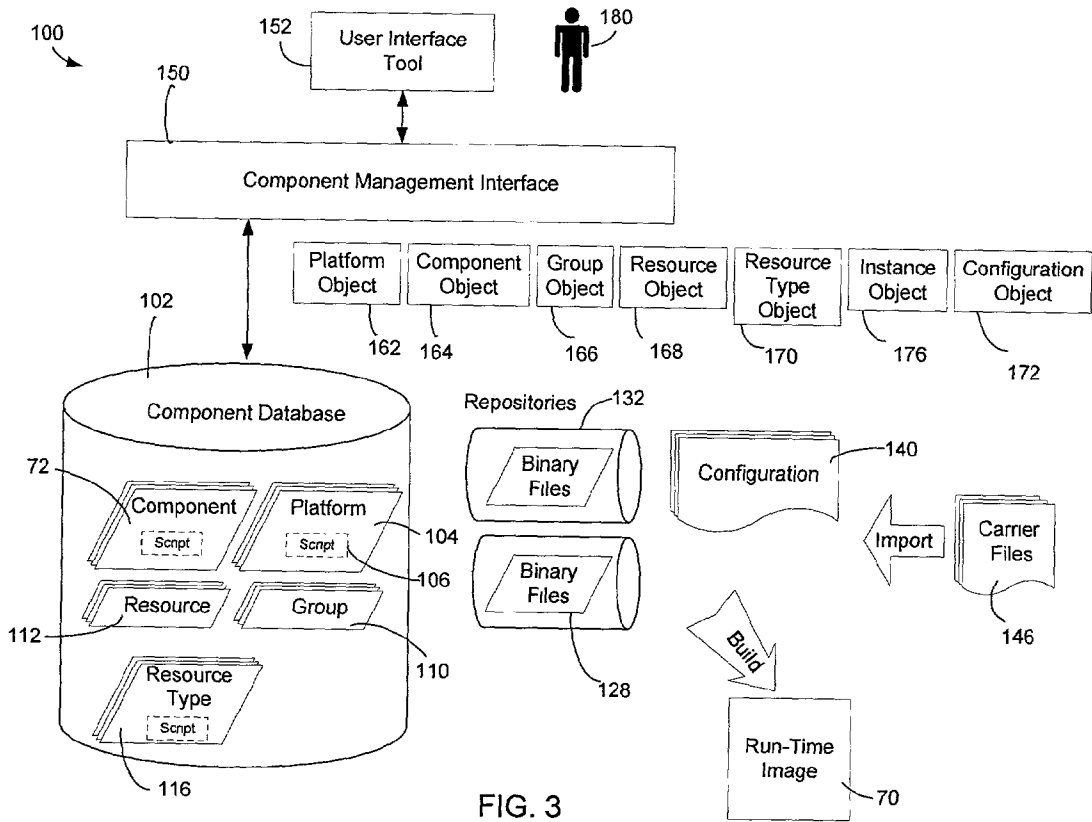 100
152
User Interface
Tool
180
150
Component Management Interface
Platform
Object
Component
Object
Group
Object
Resource
Object
Resource
Type
Object
Instance
Object
Configuration
Object
162
164
166
168
170
176
172
102
Component Database
Repositories
132
Binary
Files
Configuration
140
72
Component
Script
Platform
Script
104
106
Import
Carrier
Files
146
Binary
Files
128
Resource
112
Group
110
Build
Resource
Type
Script
116
Run-Time
Image
70
FIG. 3